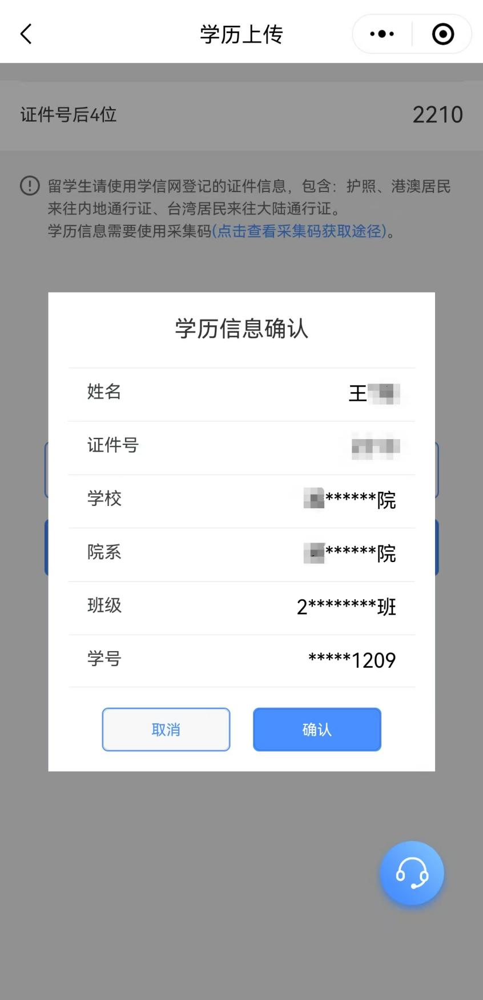 学历上传
证件号后4位 2210
留学生请使用学信网登记的证件信息，包含：护照、港澳居民
来往内地通行证、台湾居民来往大陆通行证。
学历信息需要使用采集码(点击查看采集码获取途径)。
学历信息确认
姓名 王
证件号
学校 ******院
院系 ******院
班级 2********班
学号 *****1209
取消 确认